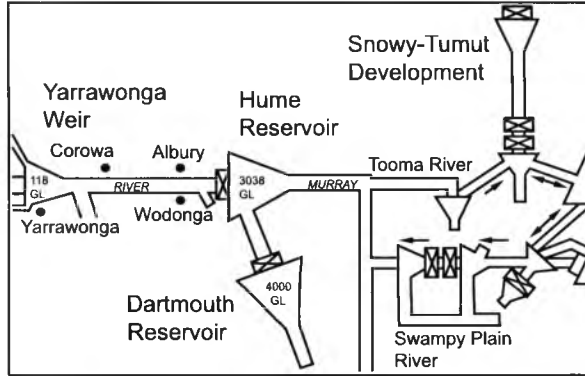 Snowy-Tumut
Development
Yarrawonga
Weir
Hume
Reservoir
Corowa
Albury
Tooma River
118
GL
RIVER
3038
GL
MURRAY
Yarrawonga
Wodonga
Dartmouth
Reservoir
4000
GL
Swampy Plain
River